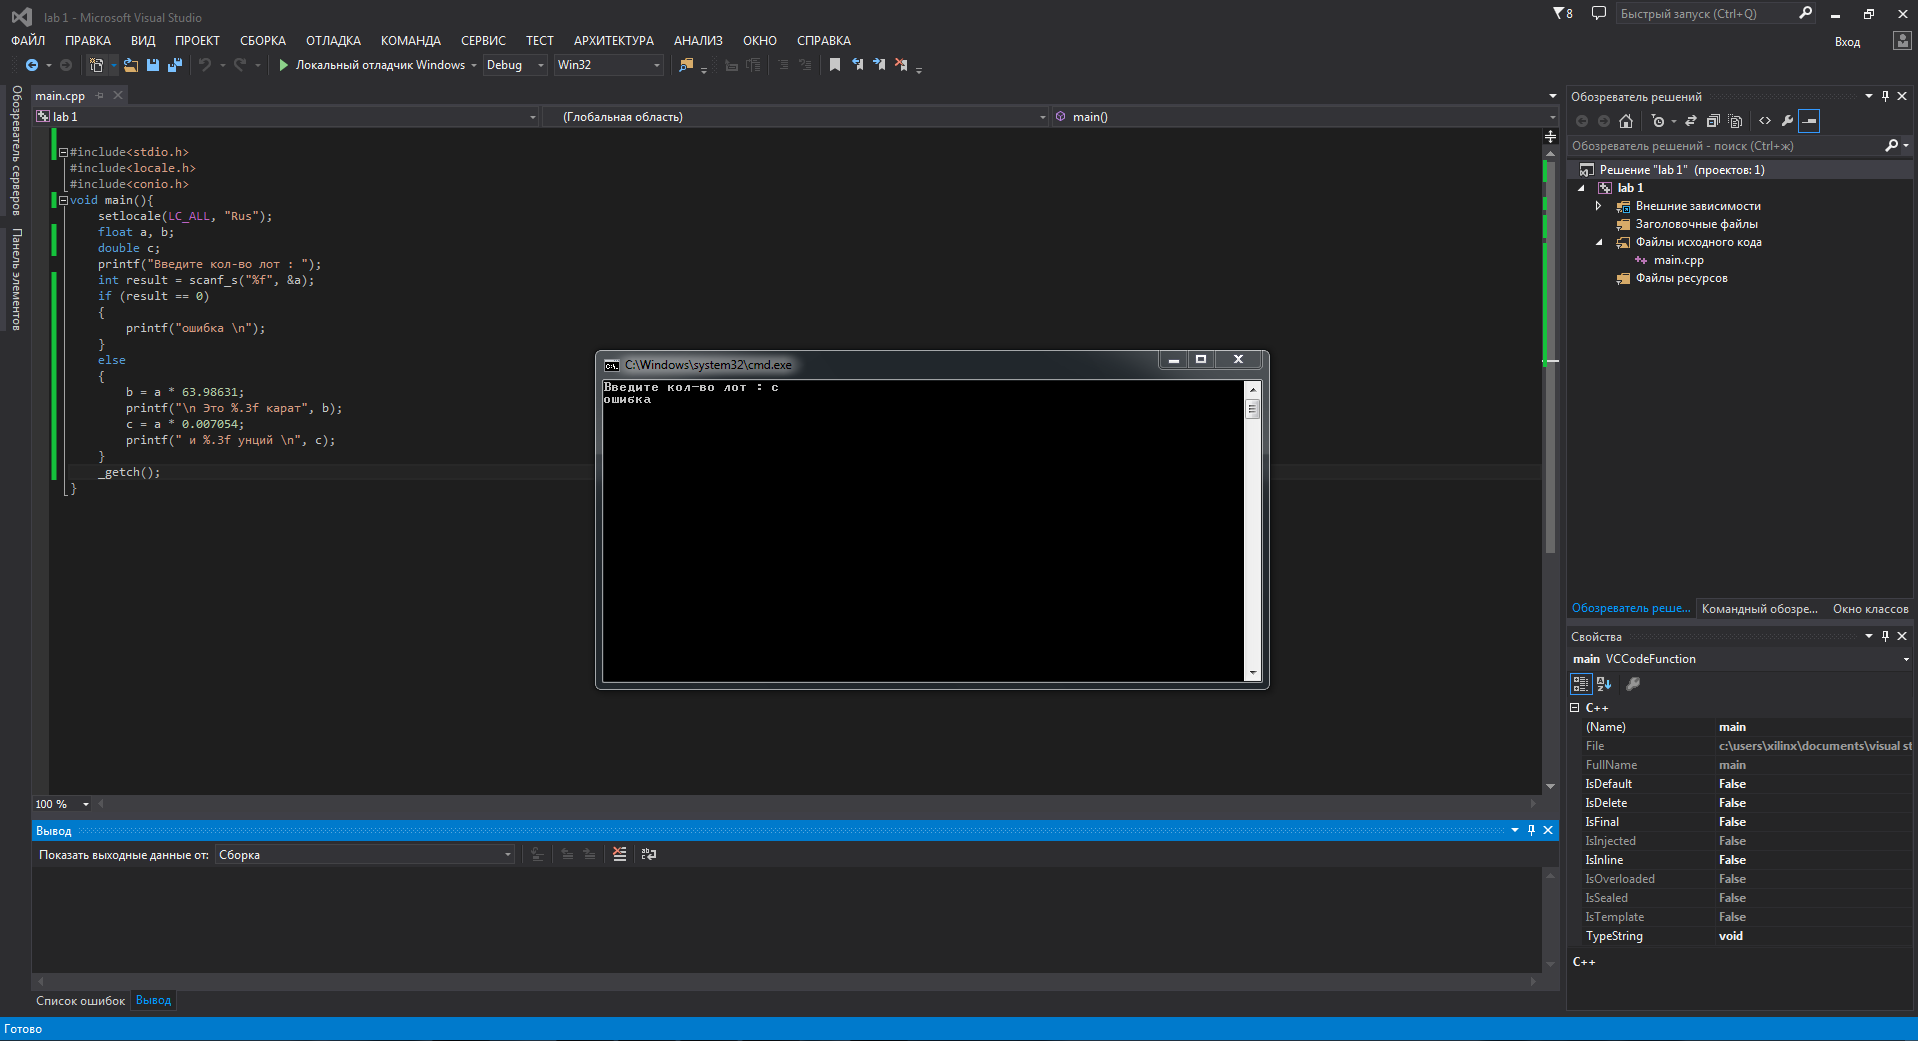 lab 1 - Microsoft Visual Studio
8
Быстрый запуск (Ctrl+Q)
ФАЙЛ ПРАВКА ВИД ПРОЕКТ СБОРКА ОТЛАДКА КОМАНДА СЕРВИС ТЕСТ АРХИТЕКТУРА АНАЛИЗ ОКНО СПРАВКА
Вход
Локальный отладчик Windows Debug Win32
Обозреватель серверов
Панель элементов
main.cpp
lab 1 (Глобальная область) main()
#include<stdio.h>
#include<locale.h>
#include<conio.h>
void main(){
setlocale(LC_ALL, "Rus");
float a, b;
double c;
printf("Введите кол-во лот : ");
int result = scanf_s("%f", &a);
if (result == 0)
{
printf("ошибка \n");
}
else
{
b = a * 63.98631;
printf("\n Это %.3f карат", b);
c = a * 0.007054;
printf(" и %.3f унций \n", c);
}
_getch();
}
C:\Windows\system32\cmd.exe
Введите кол-во лот : с
ошибка
100 %
Вывод
Показать выходные данные от: Сборка
Список ошибок Вывод
Готово
Обозреватель решений
Обозреватель решений - поиск (Ctrl+ж)
Решение "lab 1" (проектов: 1)
lab 1
Внешние зависимости
Заголовочные файлы
Файлы исходного кода
main.cpp
Файлы ресурсов
Обозреватель реше... Командный обозре... Окно классов
Свойства
main VCCodeFunction
C++
(Name) main
File c:\users\xilinx\documents\visual st
FullName main
IsDefault False
IsDelete False
IsFinal False
IsInjected False
IsInline False
IsOverloaded False
IsSealed False
IsTemplate False
TypeString void
C++